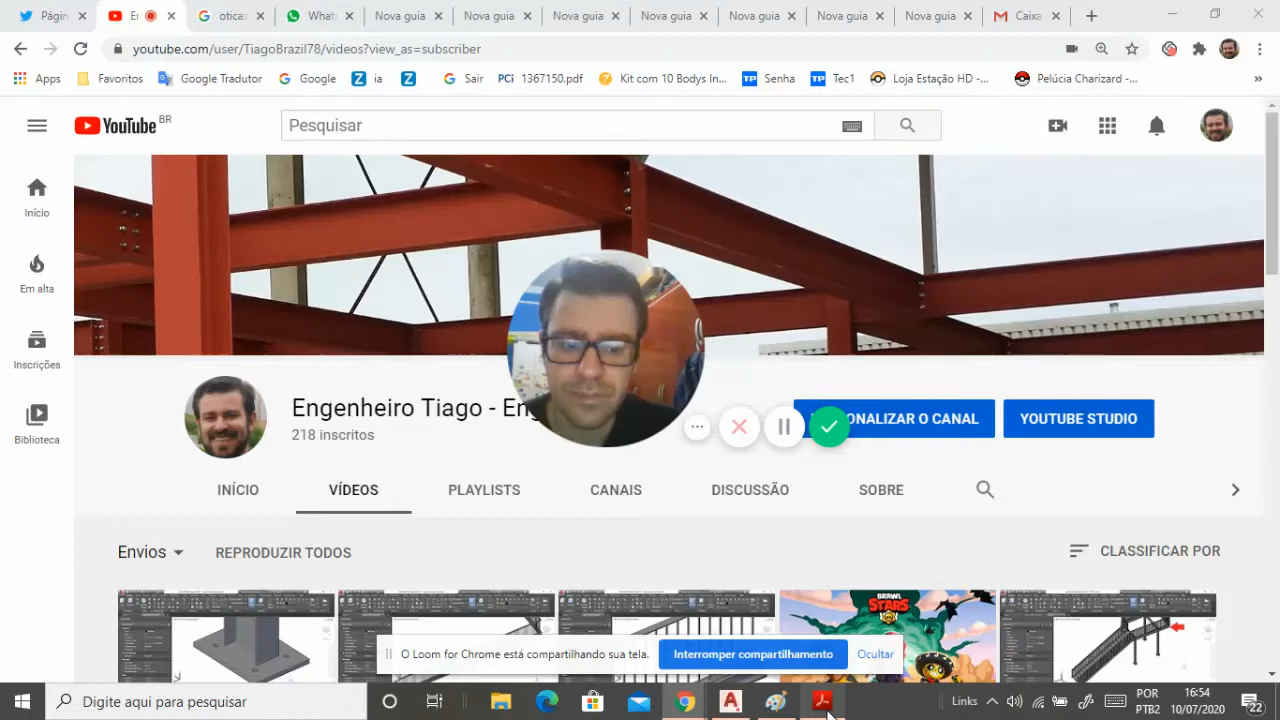 Págin
E
oticas
What
Nova guia
Nova guia
Nova guia
Nova guia
Nova guia
Nova guia
Nova guia
Caixa
youtube.com/user/TiagoBrazil78/videos?view_as=subscriber
Apps
Favoritos
Google Tradutor
Google
ia
Sair
PCi 1367150.pdf
Kit com 10 Bodys In...
TP Senha
TP Tec1
Loja Estação HD -...
Pelúcia Charizard -...
»
YouTube BR
Pesquisar
Início
Em alta
Inscrições
Biblioteca
Engenheiro Tiago - Eng
218 inscritos
ONALIZAR O CANAL
YOUTUBE STUDIO
INÍCIO
VÍDEOS
PLAYLISTS
CANAIS
DISCUSSÃO
SOBRE
Envios
REPRODUZIR TODOS
CLASSIFICAR POR
BRAWL
STARS
O Loom for Chrome está compartilhando sua tela.
Interromper compartilhamento
Ocultar
Digite aqui para pesquisar
Links
POR
PTB2
16:54
10/07/2020
22